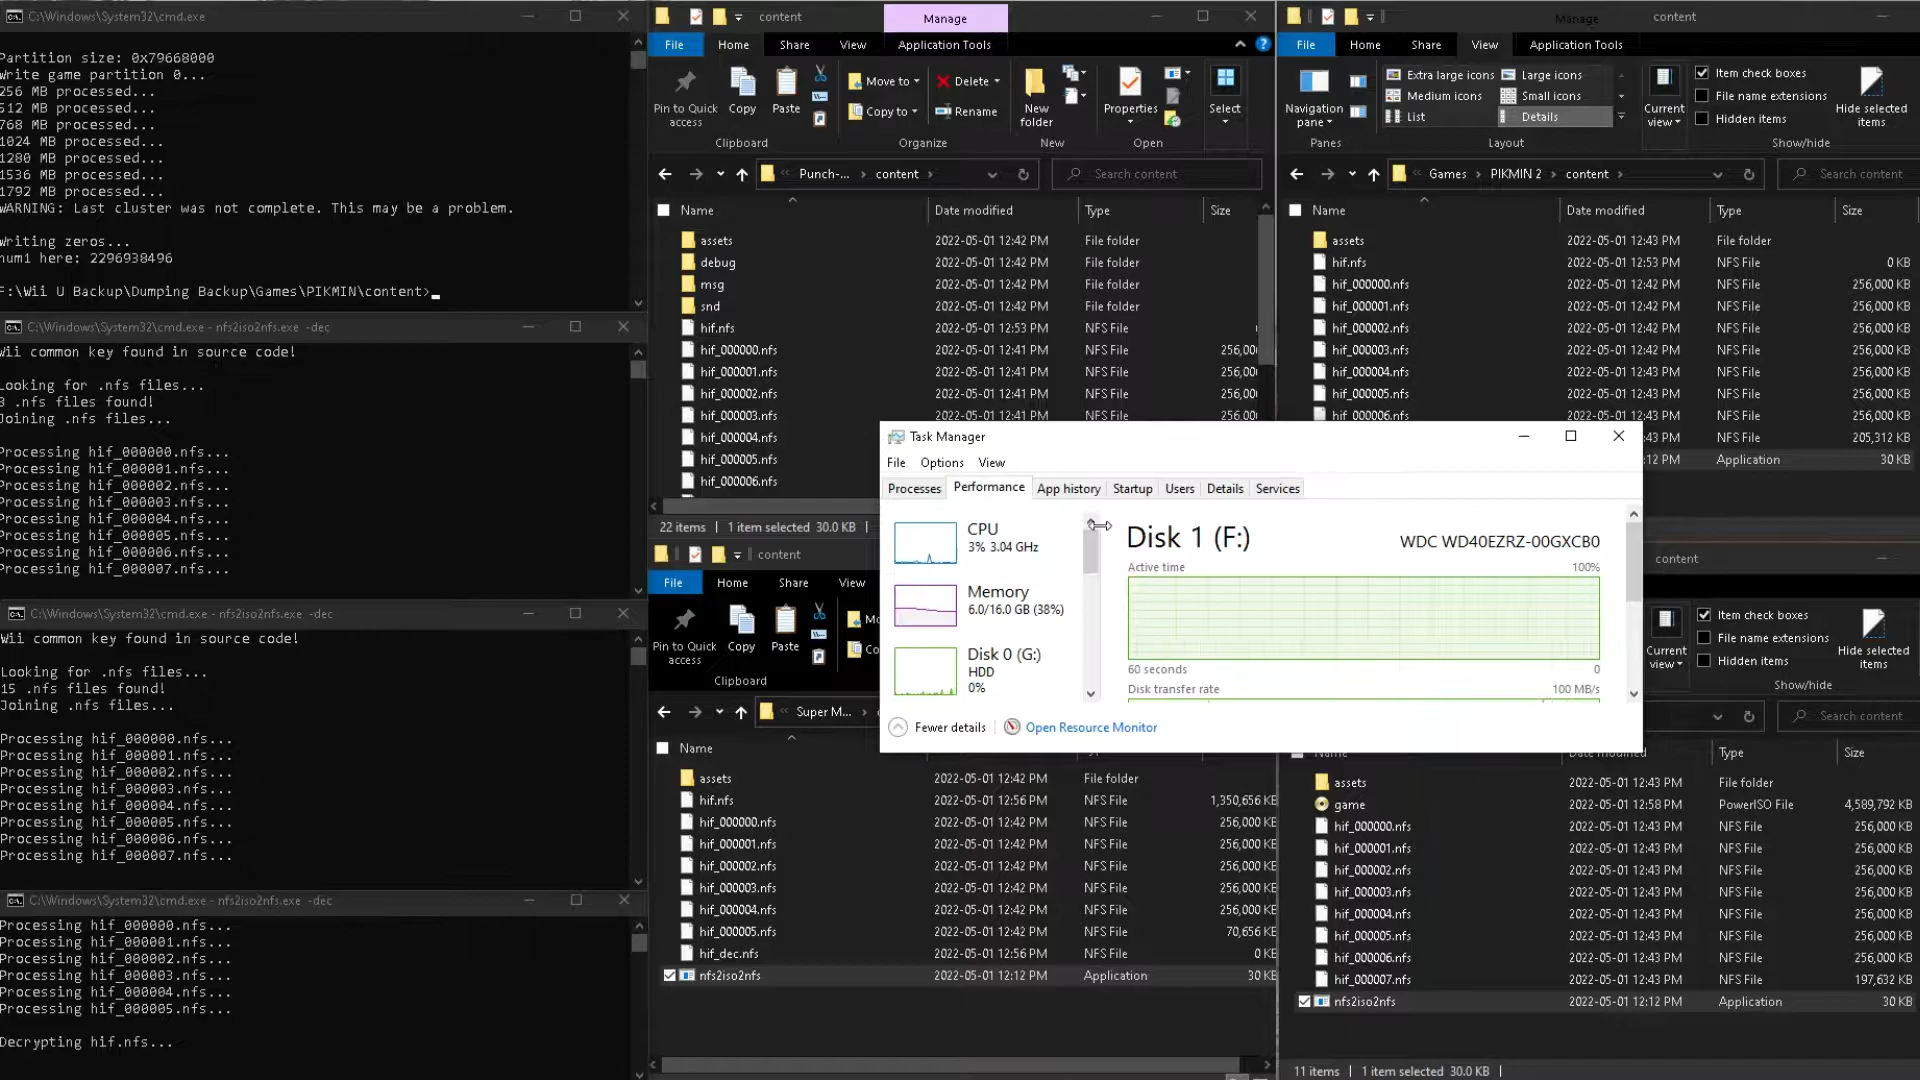 C:\Windows\System32\cmd.exe
Partition size: 0x79668000
Write game partition 0...
256 MB processed...
512 MB processed...
768 MB processed...
1024 MB processed...
1280 MB processed...
1536 MB processed...
1792 MB processed...
WARNING: Last cluster was not complete. This may be a problem.
Writing zeros...
num1 here: 2296938496
F:\Wii U Backup\Dumping Backup\Games\PIKMIN\content>
C:\Windows\System32\cmd.exe - nfs2iso2nfs.exe -dec
Wii common key found in source code!
Looking for .nfs files...
8 .nfs files found!
Joining .nfs files...
Processing hif_000000.nfs...
Processing hif_000001.nfs...
Processing hif_000002.nfs...
Processing hif_000003.nfs...
Processing hif_000004.nfs...
Processing hif_000005.nfs...
Processing hif_000006.nfs...
Processing hif_000007.nfs...
C:\Windows\System32\cmd.exe - nfs2iso2nfs.exe -dec
Wii common key found in source code!
Looking for .nfs files...
15 .nfs files found!
Joining .nfs files...
Processing hif_000000.nfs...
Processing hif_000001.nfs...
Processing hif_000002.nfs...
Processing hif_000003.nfs...
Processing hif_000004.nfs...
Processing hif_000005.nfs...
Processing hif_000006.nfs...
Processing hif_000007.nfs...
C:\Windows\System32\cmd.exe - nfs2iso2nfs.exe -dec
Processing hif_000000.nfs...
Processing hif_000001.nfs...
Processing hif_000002.nfs...
Processing hif_000003.nfs...
Processing hif_000004.nfs...
Processing hif_000005.nfs...
Decrypting hif.nfs...
content Manage
File Home Share View Application Tools
Pin to Quick access Copy Paste Move to Copy to Delete Rename New folder Properties Select
Clipboard Organize New Open
Punch-... content Search content
Name Date modified Type Size
assets 2022-05-01 12:42 PM File folder
debug 2022-05-01 12:42 PM File folder
msg 2022-05-01 12:42 PM File folder
snd 2022-05-01 12:42 PM File folder
hif.nfs 2022-05-01 12:53 PM NFS File
hif_000000.nfs 2022-05-01 12:41 PM NFS File 256,00
hif_000001.nfs 2022-05-01 12:41 PM NFS File 256,00
hif_000002.nfs 2022-05-01 12:41 PM NFS File 256,00
hif_000003.nfs 2022-05-01 12:41 PM NFS File 256,00
hif_000004.nfs
hif_000005.nfs
hif_000006.nfs
22 items 1 item selected 30.0 KB
Manage content
File Home Share View Application Tools
Navigation pane Extra large icons Large icons Medium icons Small icons List Details Current view
Item check boxes
File name extensions
Hidden items
Hide selected items
Panes Layout Show/hide
Games PIKMIN 2 content Search content
Name Date modified Type Size
assets 2022-05-01 12:43 PM File folder
hif.nfs 2022-05-01 12:53 PM NFS File 0 KB
hif_000000.nfs 2022-05-01 12:42 PM NFS File 256,000 KB
hif_000001.nfs 2022-05-01 12:42 PM NFS File 256,000 KB
hif_000002.nfs 2022-05-01 12:42 PM NFS File 256,000 KB
hif_000003.nfs 2022-05-01 12:42 PM NFS File 256,000 KB
hif_000004.nfs 2022-05-01 12:42 PM NFS File 256,000 KB
hif_000005.nfs 2022-05-01 12:42 PM NFS File 256,000 KB
hif_000006.nfs 256,000 KB
:43 PM NFS File 205,312 KB
12 PM Application 30 KB
Task Manager
File Options View
Processes Performance App history Startup Users Details Services
CPU
3% 3.04 GHz
Memory
6.0/16.0 GB (38%)
Disk 0 (G:)
HDD
0%
Disk 1 (F:) WDC WD40EZRZ-00GXCB0
Active time 100%
60 seconds 0
Disk transfer rate 100 MB/s
Fewer details Open Resource Monitor
content
File Home Share View
Pin to Quick access Copy Paste Mo Co
Clipboard
Super M...
Name
assets 2022-05-01 12:42 PM File folder
hif.nfs 2022-05-01 12:56 PM NFS File 1,350,656 KB
hif_000000.nfs 2022-05-01 12:42 PM NFS File 256,000 KB
hif_000001.nfs 2022-05-01 12:42 PM NFS File 256,000 KB
hif_000002.nfs 2022-05-01 12:42 PM NFS File 256,000 KB
hif_000003.nfs 2022-05-01 12:42 PM NFS File 256,000 KB
hif_000004.nfs 2022-05-01 12:42 PM NFS File 256,000 KB
hif_000005.nfs 2022-05-01 12:42 PM NFS File 70,656 KB
hif_dec.nfs 2022-05-01 12:56 PM NFS File 0 KB
nfs2iso2nfs 2022-05-01 12:12 PM Application 30 KB
content
Current view
Item check boxes
File name extensions
Hidden items
Hide selected items
Show/hide
Search content
Name Date modified Type Size
assets 2022-05-01 12:43 PM File folder
game 2022-05-01 12:58 PM PowerISO File 4,589,792 KB
hif_000000.nfs 2022-05-01 12:43 PM NFS File 256,000 KB
hif_000001.nfs 2022-05-01 12:43 PM NFS File 256,000 KB
hif_000002.nfs 2022-05-01 12:43 PM NFS File 256,000 KB
hif_000003.nfs 2022-05-01 12:43 PM NFS File 256,000 KB
hif_000004.nfs 2022-05-01 12:43 PM NFS File 256,000 KB
hif_000005.nfs 2022-05-01 12:43 PM NFS File 256,000 KB
hif_000006.nfs 2022-05-01 12:43 PM NFS File 256,000 KB
hif_000007.nfs 2022-05-01 12:43 PM NFS File 197,632 KB
nfs2iso2nfs 2022-05-01 12:12 PM Application 30 KB
11 items 1 item selected 30.0 KB